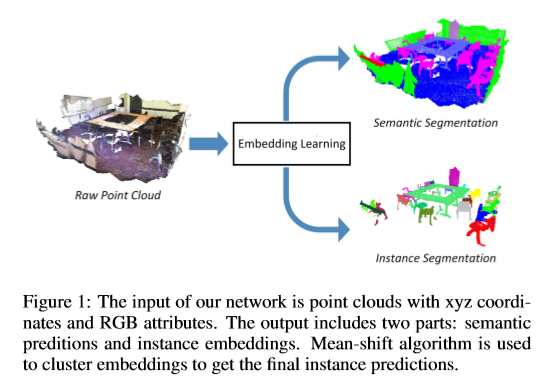 Semantic Segmentation
Embedding Learning
Raw Point Cloud
Instance Segmentation
Figure 1: The input of our network is point clouds with xyz coordi-
nates and RGB attributes. The output includes two parts: semantic
preditions and instance embeddings. Mean-shift algorithm is used
to cluster embeddings to get the final instance predictions.